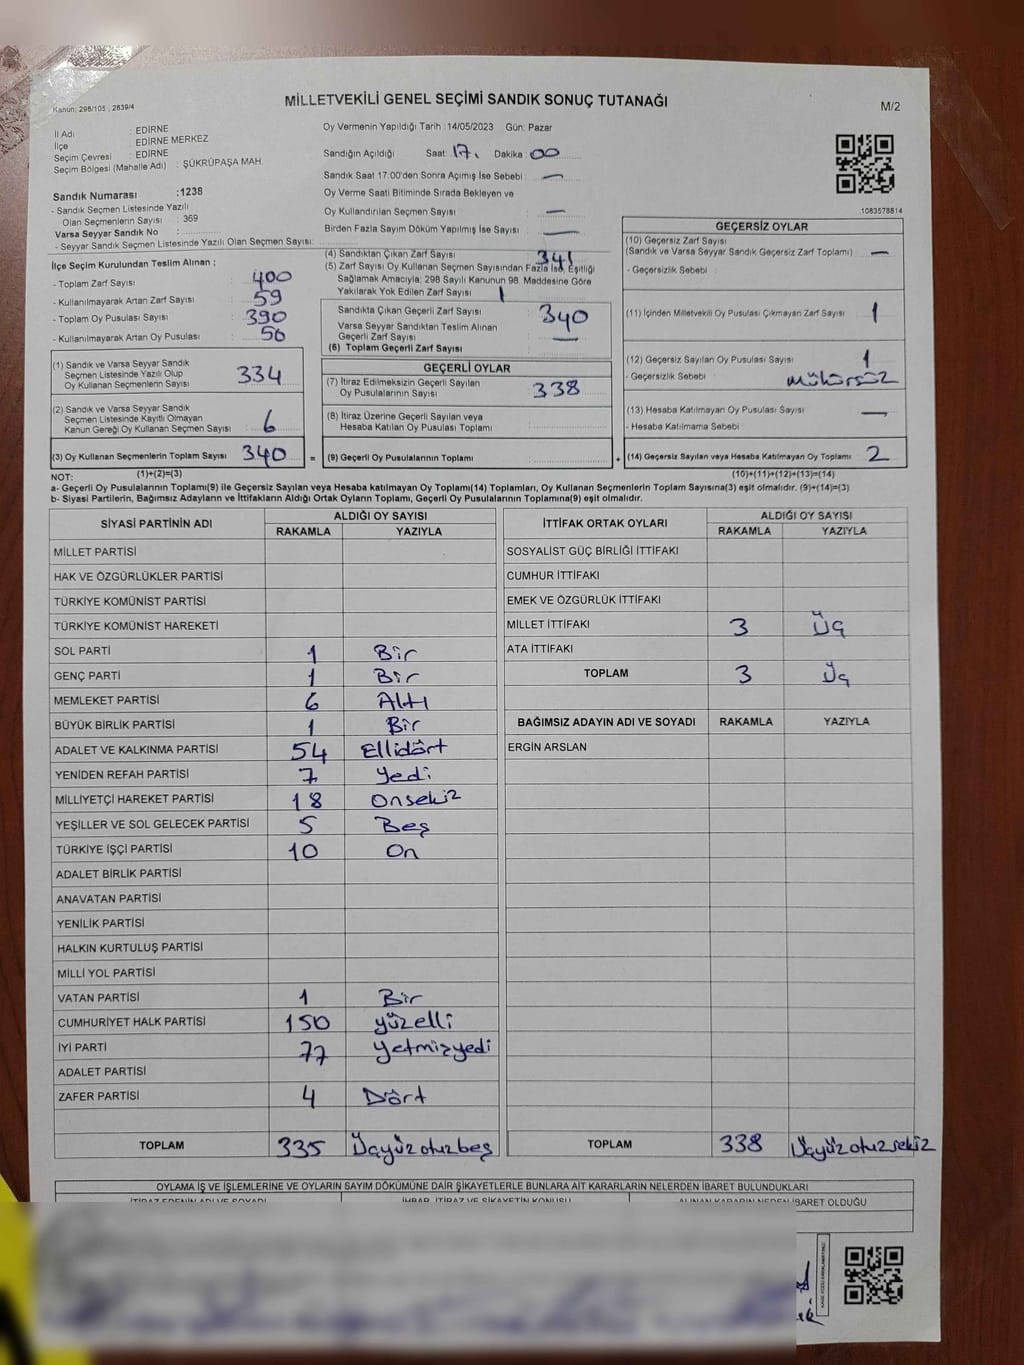 Kanun: 298/105 , 2839/4
MİLLETVEKİLİ GENEL SEÇİMİ SANDIK SONUÇ TUTANAĞI
M/2
İl Adı : EDİRNE
İlçe : EDİRNE MERKEZ
Seçim Çevresi : EDİRNE
Seçim Bölgesi (Mahalle Adı) : ŞÜKRÜPAŞA MAH.
Sandık Numarası :1238
- Sandık Seçmen Listesinde Yazılı
Olan Seçmenlerin Sayısı : 369
Varsa Seyyar Sandık No :
- Seyyar Sandık Seçmen Listesinde Yazılı Olan Seçmen Sayısı:
Oy Vermenin Yapıldığı Tarih :14/05/2023 Gün: Pazar
Sandığın Açıldığı Saat: 17. Dakika 00
Sandık Saat 17:00'den Sonra Açımış İse Sebebi : —
Oy Verme Saati Bitiminde Sırada Bekleyen ve
Oy Kullandırılan Seçmen Sayısı : —
Birden Fazla Sayım Döküm Yapılmış İse Sayısı : —
1083578814
İlçe Seçim Kurulundan Teslim Alınan ;
- Toplam Zarf Sayısı : 400
- Kullanılmayarak Artan Zarf Sayısı : 59
- Toplam Oy Pusulası Sayısı : 390
- Kullanılmayarak Artan Oy Pusulası : 50
(4) Sandıktan Çıkan Zarf Sayısı : 341
(5) Zarf Sayısı Oy Kullanan Seçmen Sayısından Fazla İse, Eşitliği
Sağlamak Amacıyla, 298 Sayılı Kanunun 98. Maddesine Göre
Yakılarak Yok Edilen Zarf Sayısı 1
Sandıkta Çıkan Geçerli Zarf Sayısı : 340
Varsa Seyyar Sandıktan Teslim Alınan
Geçerli Zarf Sayısı : —
(6) Toplam Geçerli Zarf Sayısı
GEÇERSİZ OYLAR
(10) Geçersiz Zarf Sayısı
(Sandık ve Varsa Seyyar Sandık Geçersiz Zarf Toplamı) : —
- Geçersizlik Sebebi :
(11) İçinden Milletvekili Oy Pusulası Çıkmayan Zarf Sayısı : 1
(12) Geçersiz Sayılan Oy Pusulası Sayısı : 1
- Geçersizlik Sebebi : mühürsüz
(13) Hesaba Katılmayan Oy Pusulası Sayısı : —
- Hesaba Katılmama Sebebi :
(14) Geçersiz Sayılan veya Hesaba Katılmayan Oy Toplamı : 2
(1) Sandık ve Varsa Seyyar Sandık
Seçmen Listesinde Yazılı Olup
Oy Kullanan Seçmenlerin Sayısı : 334
(2) Sandık ve Varsa Seyyar Sandık
Seçmen Listesinde Kayıtlı Olmayan
Kanun Gereği Oy Kullanan Seçmen Sayısı : 6
(3) Oy Kullanan Seçmenlerin Toplam Sayısı : 340 =
GEÇERLİ OYLAR
(7) İtiraz Edilmeksizin Geçerli Sayılan
Oy Pusulalarının Sayısı : 338
(8) İtiraz Üzerine Geçerli Sayılan veya
Hesaba Katılan Oy Pusulası Toplamı :
(9) Geçerli Oy Pusulalarının Toplamı : +
NOT: (1)+(2)=(3)
(10)+(11)+(12)+(13)=(14)
a- Geçerli Oy Pusulalarının Toplamı(9) ile Geçersiz Sayılan veya Hesaba katılmayan Oy Toplamı(14) Toplamları, Oy Kullanan Seçmenlerin Toplam Sayısına(3) eşit olmalıdır. (9)+(14)=(3)
b- Siyasi Partilerin, Bağımsız Adayların ve İttifakların Aldığı Ortak Oyların Toplamı, Geçerli Oy Pusulalarının Toplamına(9) eşit olmalıdır.
SİYASİ PARTİNİN ADI ALDIĞI OY SAYISI
RAKAMLA YAZIYLA
MİLLET PARTİSİ
HAK VE ÖZGÜRLÜKLER PARTİSİ
TÜRKİYE KOMÜNİST PARTİSİ
TÜRKİYE KOMÜNİST HAREKETİ
SOL PARTİ 1 Bir
GENÇ PARTİ 1 Bir
MEMLEKET PARTİSİ 6 Altı
BÜYÜK BİRLİK PARTİSİ 1 Bir
ADALET VE KALKINMA PARTİSİ 54 Ellidört
YENİDEN REFAH PARTİSİ 7 Yedi
MİLLİYETÇİ HAREKET PARTİSİ 18 Onsekiz
YEŞİLLER VE SOL GELECEK PARTİSİ 5 Beş
TÜRKİYE İŞÇİ PARTİSİ 10 On
ADALET BİRLİK PARTİSİ
ANAVATAN PARTİSİ
YENİLİK PARTİSİ
HALKIN KURTULUŞ PARTİSİ
MİLLİ YOL PARTİSİ
VATAN PARTİSİ 1 Bir
CUMHURİYET HALK PARTİSİ 150 yüzelli
İYİ PARTİ 77 Yetmişyedi
ADALET PARTİSİ
ZAFER PARTİSİ 4 Dört
TOPLAM 335 Üçyüzotuzbeş
İTTİFAK ORTAK OYLARI ALDIĞI OY SAYISI
RAKAMLA YAZIYLA
SOSYALİST GÜÇ BİRLİĞİ İTTİFAKI
CUMHUR İTTİFAKI
EMEK VE ÖZGÜRLÜK İTTİFAKI
MİLLET İTTİFAKI 3 Üç
ATA İTTİFAKI
TOPLAM 3 Üç
BAĞIMSIZ ADAYIN ADI VE SOYADI RAKAMLA YAZIYLA
ERGİN ARSLAN
TOPLAM 338 Üçyüzotuzsekiz
OYLAMA İŞ VE İŞLEMLERİNE VE OYLARIN SAYIM DÖKÜMÜNE DAİR ŞİKAYETLERLE BUNLARA AİT KARARLARIN NELERDEN İBARET BULUNDUKLARI
İTİRAZ EDENİN ADI VE SOYADI İHBAR, İTİRAZ VE ŞİKAYETİN KONUSU ALINAN KARARIN NEDEN İBARET OLDUĞU